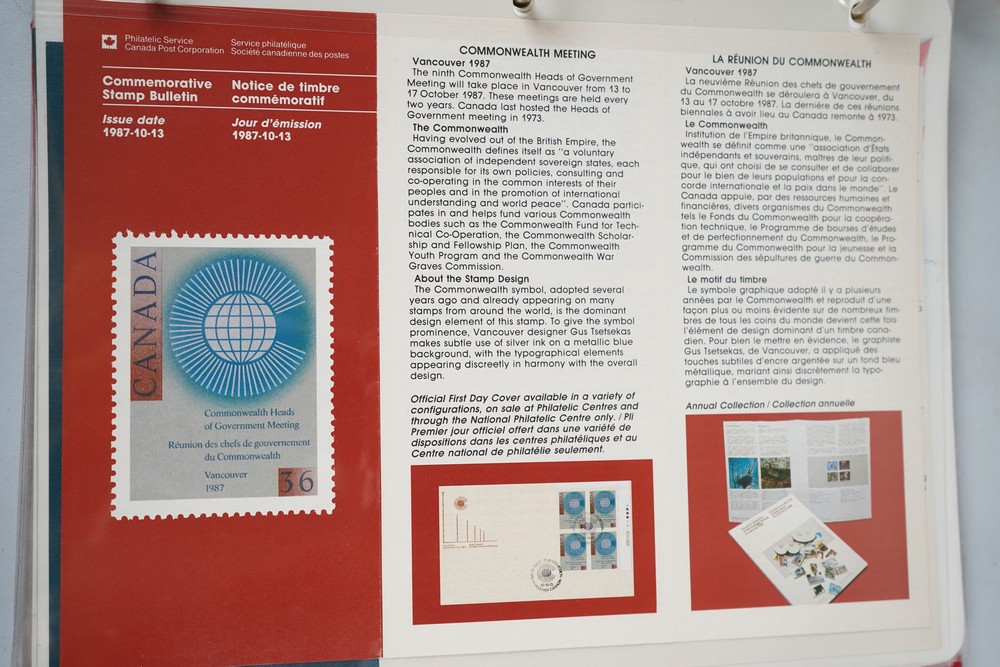 Philatelic Service
Canada Post Corporation
Service philatélique
Société canadienne des postes
Commemorative
Stamp Bulletin
Notice de timbre
commémoratif
Issue date
1987-10-13
Jour d'émission
1987-10-13
CANADA
Commonwealth Heads
of Government Meeting
Réunion des chefs de gouvernement
du Commonwealth
Vancouver
1987
36
COMMONWEALTH MEETING
Vancouver 1987
The ninth Commonwealth Heads of Government
Meeting will take place in Vancouver from 13 to
17 October 1987. These meetings are held every
two years. Canada last hosted the Heads of
Government meeting in 1973.
The Commonwealth
Having evolved out of the British Empire, the
Commonwealth defines itself as "a voluntary
association of independent sovereign states, each
responsible for its own policies, consulting and
co-operating in the common interests of their
peoples and in the promotion of international
understanding and world peace". Canada partici-
pates in and helps fund various Commonwealth
bodies such as the Commonwealth Fund for Tech-
nical Co-Operation, the Commonwealth Scholar-
ship and Fellowship Plan, the Commonwealth
Youth Program and the Commonwealth War
Graves Commission.
About the Stamp Design
The Commonwealth symbol, adopted several
years ago and already appearing on many
stamps from around the world, is the dominant
design element of this stamp. To give the symbol
prominence, Vancouver designer Gus Tsetsekas
makes subtle use of silver ink on a metallic blue
background, with the typographical elements
appearing discreetly in harmony with the overall
design.
Official First Day Cover available in a variety of
configurations, on sale at Philatelic Centres and
through the National Philatelic Centre only. / Pli
Premier jour officiel offert dans une variété de
dispositions dans les centres philatéliques et au
Centre national de philatélie seulement.
LA RÉUNION DU COMMONWEALTH
Vancouver 1987
La neuvième Réunion des chefs de gouvernement
du Commonwealth se déroulera à Vancouver, du
13 au 17 octobre 1987. La dernière de ces réunions
biennales à avoir lieu au Canada remonte à 1973.
Le Commonwealth
Institution de l'Empire britannique, le Common-
wealth se définit comme une "association d'États
indépendants et souverains, maîtres de leur politi-
que, qui ont choisi de se consulter et de collaborer
pour le bien de leurs populations et pour la con-
corde internationale et la paix dans le monde". Le
Canada appuie, par des ressources humaines et
financières, divers organismes du Commonwealth
tels le Fonds du Commonwealth pour la coopéra-
tion technique, le Programme de bourses d'études
et de perfectionnement du Commonwealth, le Pro-
gramme du Commonwealth pour la jeunesse et la
Commission des sépultures de guerre du Common-
wealth.
Le motif du timbre
Le symbole graphique adopté il y a plusieurs
années par le Commonwealth et reproduit d'une
façon plus ou moins évidente sur de nombreux tim-
bres de tous les coins du monde devient cette fois
l'élément de design dominant d'un timbre cana-
dien. Pour bien le mettre en évidence, le graphiste
Gus Tsetsekas, de Vancouver, a appliqué des
touches subtiles d'encre argentée sur un fond bleu
métallique, mariant ainsi discrètement la typo-
graphie à l'ensemble du design.
Annual Collection / Collection annuelle